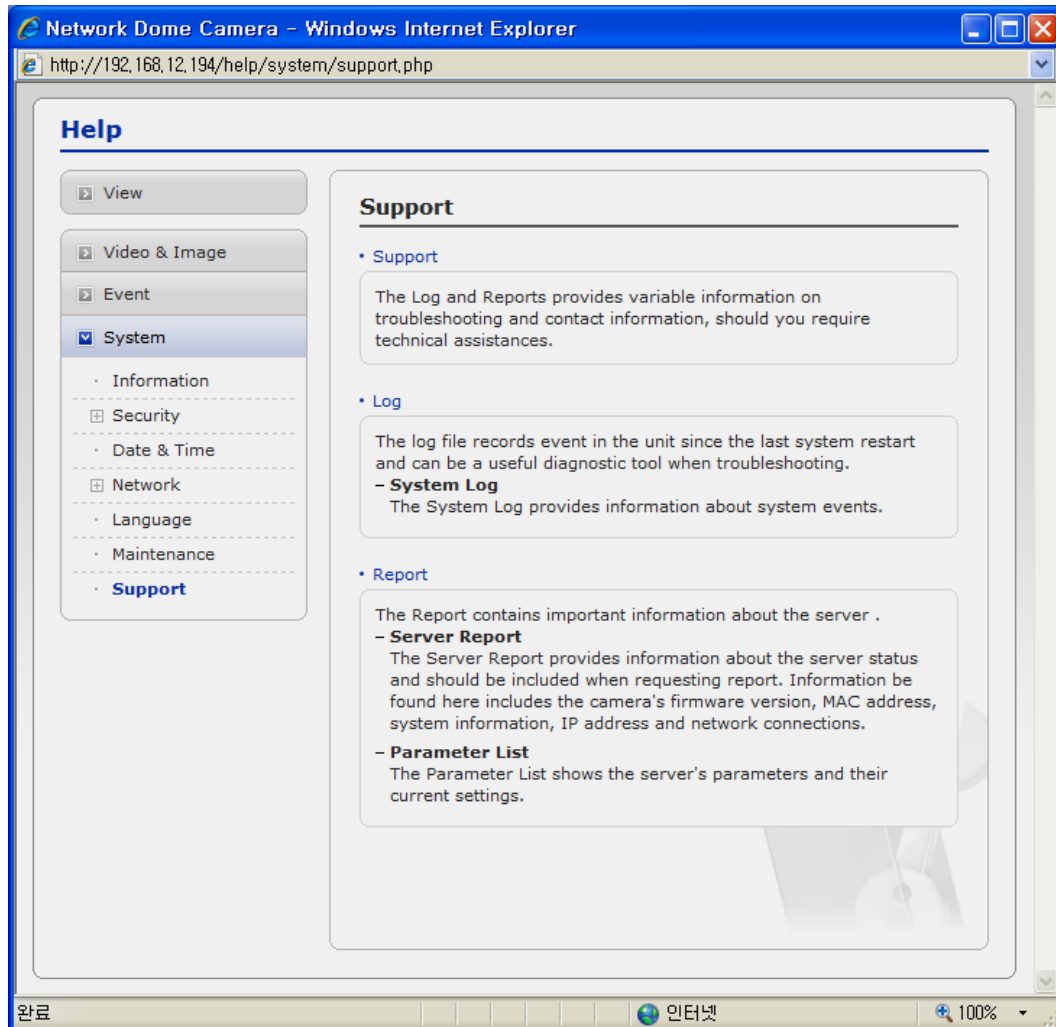 Network Dome Camera - Windows Internet Explorer
http://192,168,12,194/help/system/support,php
Help
View
Video & Image
Event
System
· Information
Security
· Date & Time
Network
· Language
· Maintenance
· Support
Support
• Support
The Log and Reports provides variable information on
troubleshooting and contact information, should you require
technical assistances.
• Log
The log file records event in the unit since the last system restart
and can be a useful diagnostic tool when troubleshooting.
– System Log
The System Log provides information about system events.
• Report
The Report contains important information about the server .
– Server Report
The Server Report provides information about the server status
and should be included when requesting report. Information be
found here includes the camera's firmware version, MAC address,
system information, IP address and network connections.
– Parameter List
The Parameter List shows the server's parameters and their
current settings.
완료
인터넷
100%